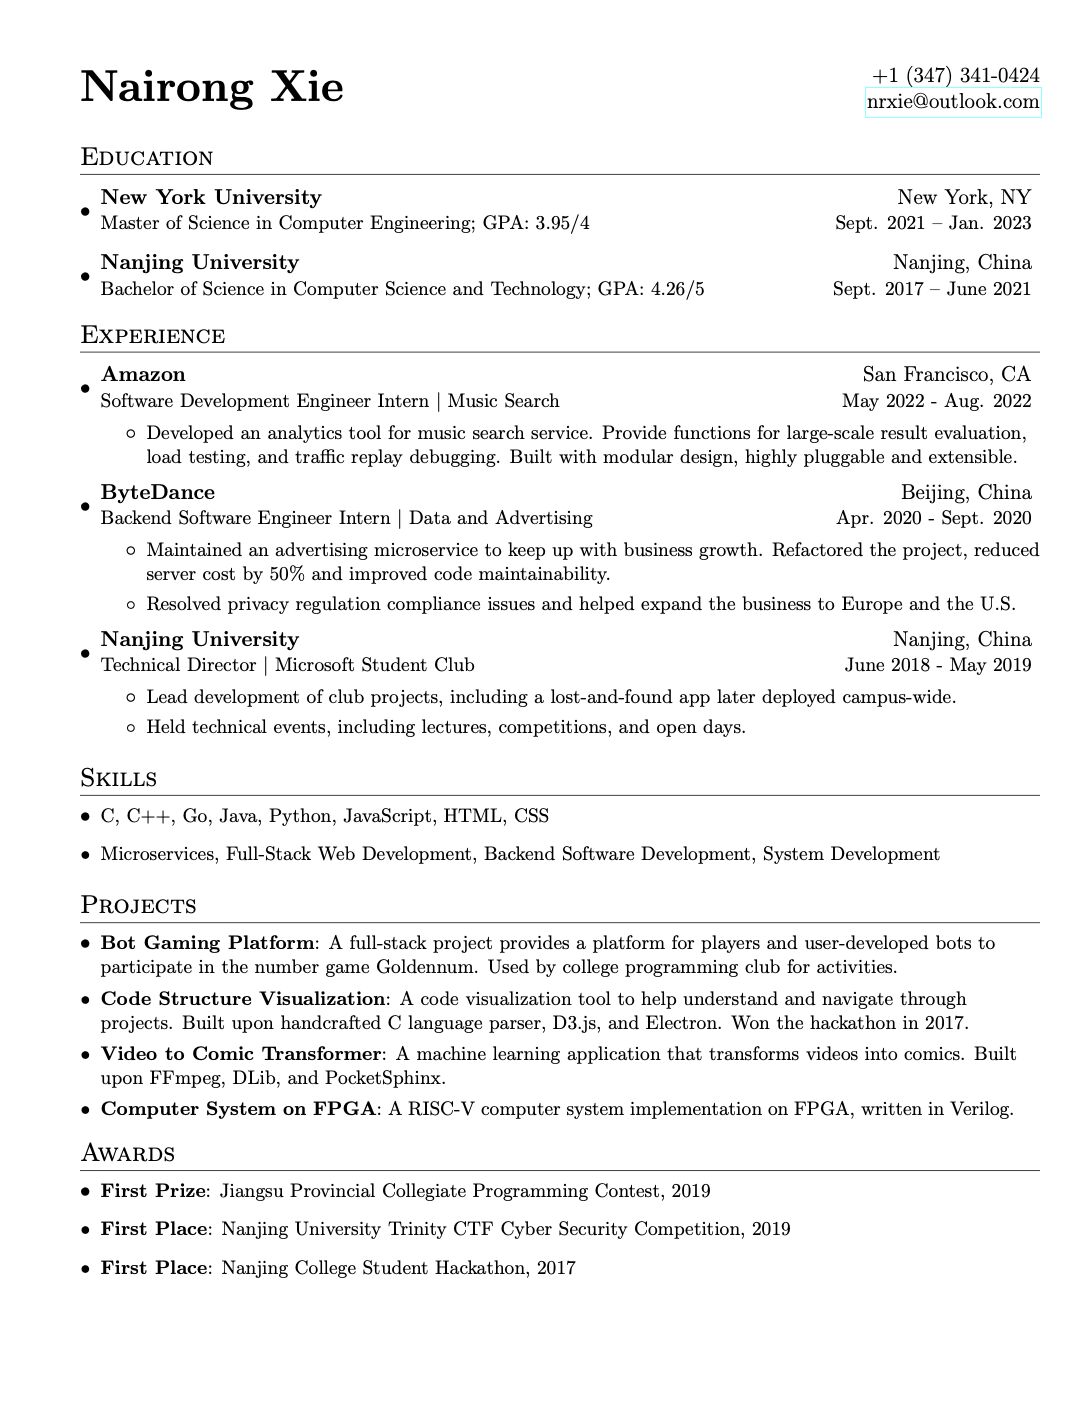 Nairong Xie
+1 (347) 341-0424
nrxie@outlook.com
Education
• New York University New York, NY
Master of Science in Computer Engineering; GPA: 3.95/4 Sept. 2021 – Jan. 2023
• Nanjing University Nanjing, China
Bachelor of Science in Computer Science and Technology; GPA: 4.26/5 Sept. 2017 – June 2021
Experience
• Amazon San Francisco, CA
Software Development Engineer Intern | Music Search May 2022 - Aug. 2022
◦ Developed an analytics tool for music search service. Provide functions for large-scale result evaluation,
load testing, and traffic replay debugging. Built with modular design, highly pluggable and extensible.
• ByteDance Beijing, China
Backend Software Engineer Intern | Data and Advertising Apr. 2020 - Sept. 2020
◦ Maintained an advertising microservice to keep up with business growth. Refactored the project, reduced
server cost by 50% and improved code maintainability.
◦ Resolved privacy regulation compliance issues and helped expand the business to Europe and the U.S.
• Nanjing University Nanjing, China
Technical Director | Microsoft Student Club June 2018 - May 2019
◦ Lead development of club projects, including a lost-and-found app later deployed campus-wide.
◦ Held technical events, including lectures, competitions, and open days.
Skills
• C, C++, Go, Java, Python, JavaScript, HTML, CSS
• Microservices, Full-Stack Web Development, Backend Software Development, System Development
Projects
• Bot Gaming Platform: A full-stack project provides a platform for players and user-developed bots to
participate in the number game Goldennum. Used by college programming club for activities.
• Code Structure Visualization: A code visualization tool to help understand and navigate through
projects. Built upon handcrafted C language parser, D3.js, and Electron. Won the hackathon in 2017.
• Video to Comic Transformer: A machine learning application that transforms videos into comics. Built
upon FFmpeg, DLib, and PocketSphinx.
• Computer System on FPGA: A RISC-V computer system implementation on FPGA, written in Verilog.
Awards
• First Prize: Jiangsu Provincial Collegiate Programming Contest, 2019
• First Place: Nanjing University Trinity CTF Cyber Security Competition, 2019
• First Place: Nanjing College Student Hackathon, 2017